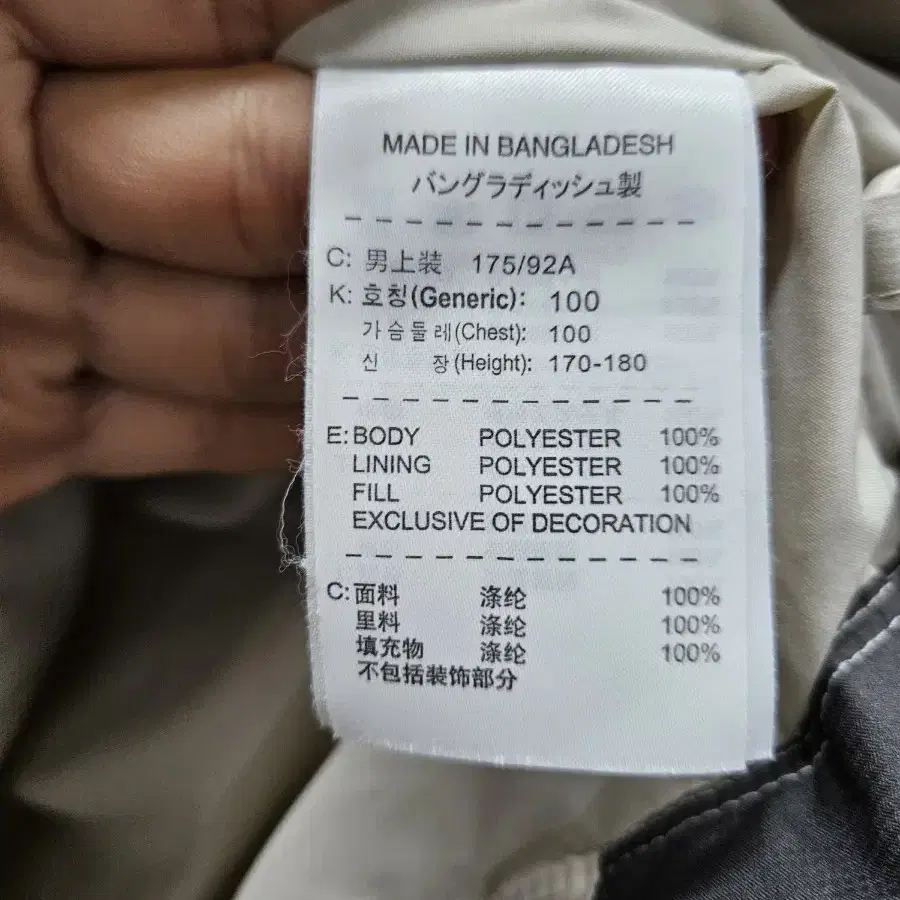 MADE IN BANGLADESH
バングラディッシュ製
C: 男上装 175/92A
K: 호칭(Generic): 100
가슴둘레(Chest): 100
신 장(Height): 170-180
E: BODY POLYESTER 100%
LINING POLYESTER 100%
FILL POLYESTER 100%
EXCLUSIVE OF DECORATION
C: 面料 涤纶 100%
里料 涤纶 100%
填充物 涤纶 100%
不包括装饰部分